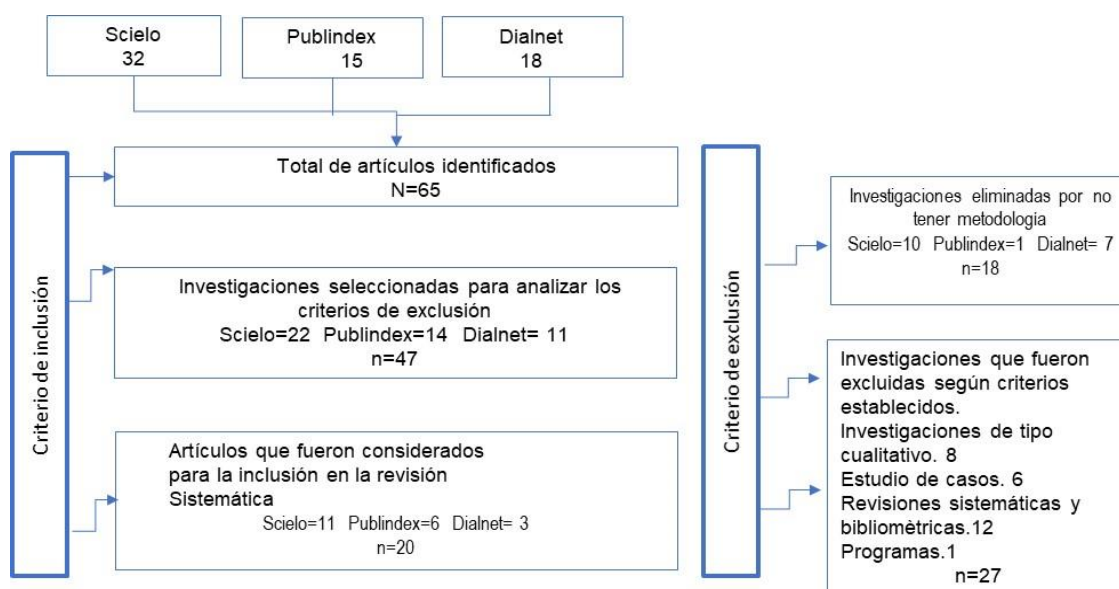 Scielo
32
Publindex
15
Dialnet
18
Criterio de inclusión
Total de artículos identificados
N=65
Investigaciones seleccionadas para analizar los
criterios de exclusión
Scielo=22 Publindex=14 Dialnet= 11
n=47
Artículos que fueron considerados
para la inclusión en la revisión
Sistemática
Scielo=11 Publindex=6 Dialnet= 3
n=20
Criterio de exclusión
Investigaciones eliminadas por no
tener metodología
Scielo=10 Publindex=1 Dialnet= 7
n=18
Investigaciones que fueron
excluidas según criterios
establecidos.
Investigaciones de tipo
cualitativo. 8
Estudio de casos. 6
Revisiones sistemáticas y
bibliomètricas.12
Programas.1
n=27